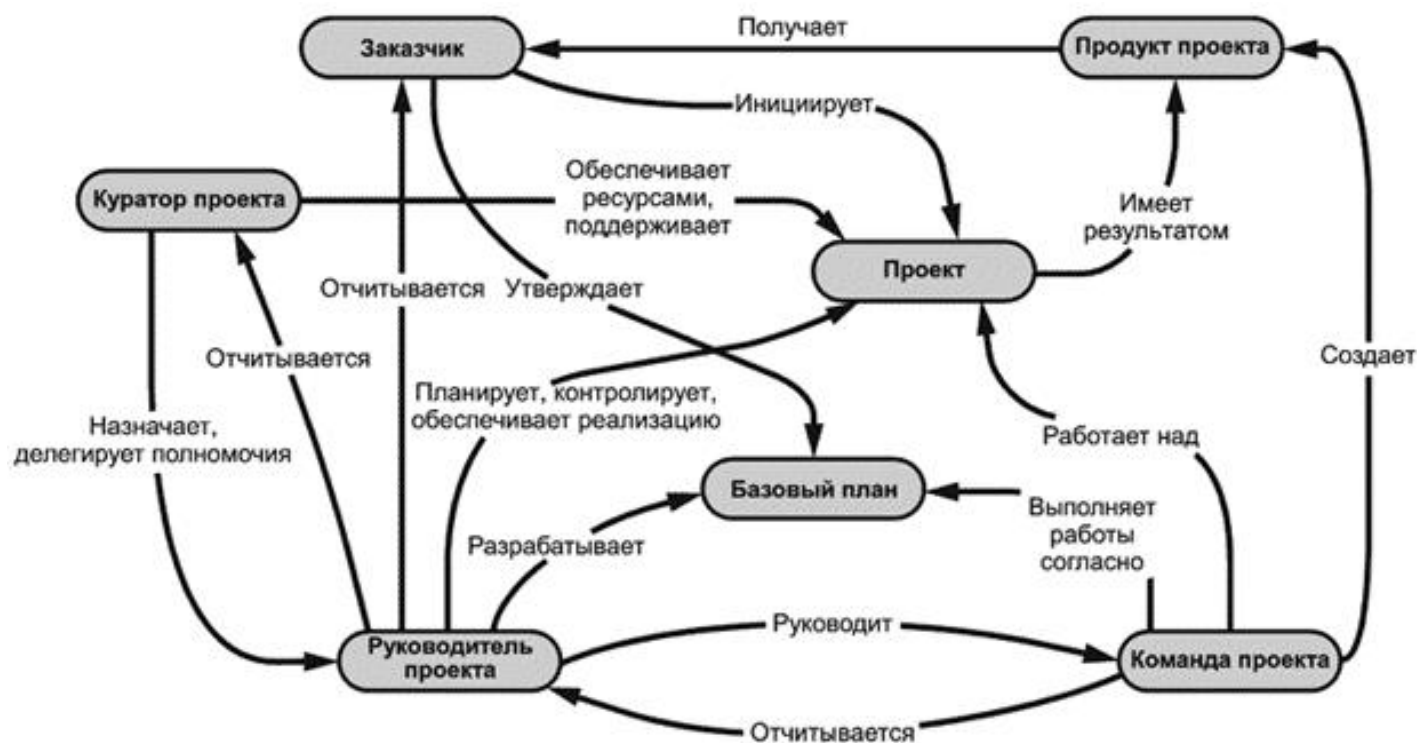 Получает
Заказчик
Продукт проекта
Инициирует
Обеспечивает
ресурсами,
поддерживает
Куратор проекта
Имеет
результатом
Проект
Отчитывается
Утверждает
Отчитывается
Создает
Планирует, контролирует,
обеспечивает реализацию
Назначает,
делегирует полномочия
Работает над
Базовый план
Выполняет
работы
согласно
Разрабатывает
Руководит
Руководитель
проекта
Команда проекта
Отчитывается